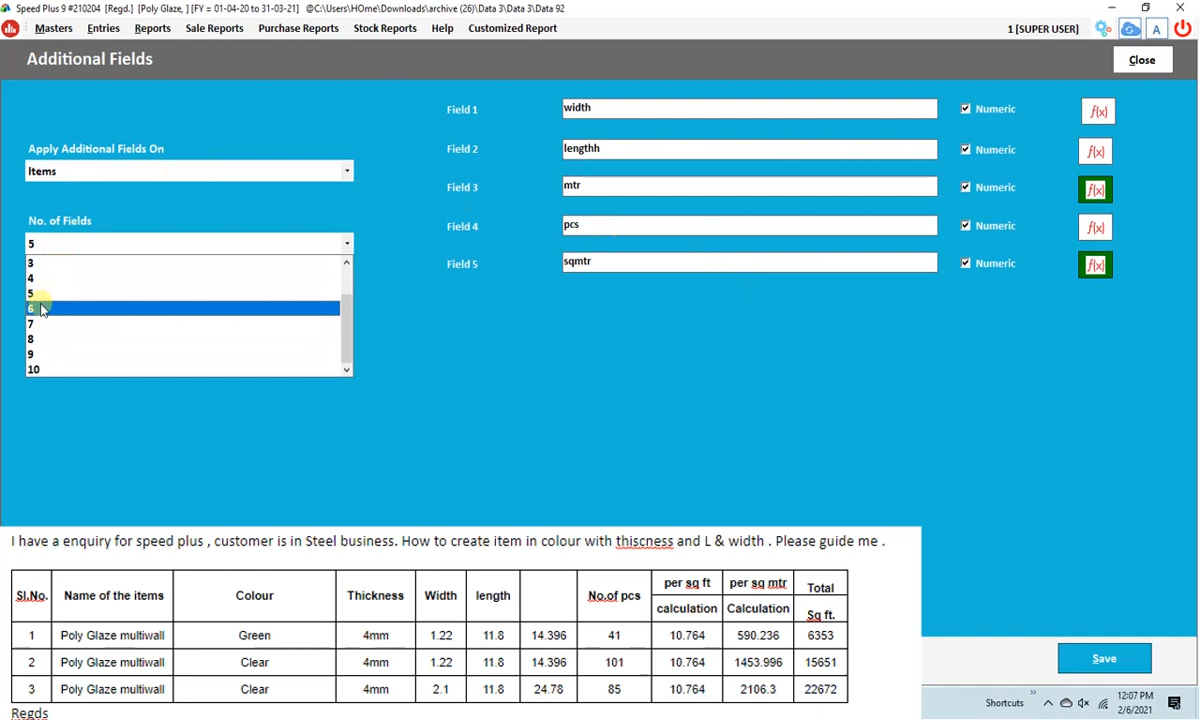 Speed Plus 9 #210204 [Regd.] [Poly Glaze, ] [FY = 01-04-20 to 31-03-21] @C:\Users\HOme\Downloads\archive (26)\Data 3\Data 92
Masters Entries Reports Sale Reports Purchase Reports Stock Reports Help Customized Report 1 [SUPER USER] A
Additional Fields Close
Field 1 width Numeric f(x)
Apply Additional Fields On Field 2 lengthh Numeric f(x)
Items Field 3 mtr Numeric f(x)
No. of Fields Field 4 pcs Numeric f(x)
5 Field 5 sqmtr Numeric f(x)
3
4
5
6
7
8
9
10
I have a enquiry for speed plus , customer is in Steel business. How to create item in colour with thiscness and L & width . Please guide me .
Sl.No. Name of the items Colour Thickness Width length No.of pcs per sq ft calculation per sq mtr Calculation Total Sq ft.
1 Poly Glaze multiwall Green 4mm 1.22 11.8 14.396 41 10.764 590.236 6353
2 Poly Glaze multiwall Clear 4mm 1.22 11.8 14.396 101 10.764 1453.996 15651
3 Poly Glaze multiwall Clear 4mm 2.1 11.8 24.78 85 10.764 2106.3 22672
Regds
Save
Shortcuts 12:07 PM
2/6/2021